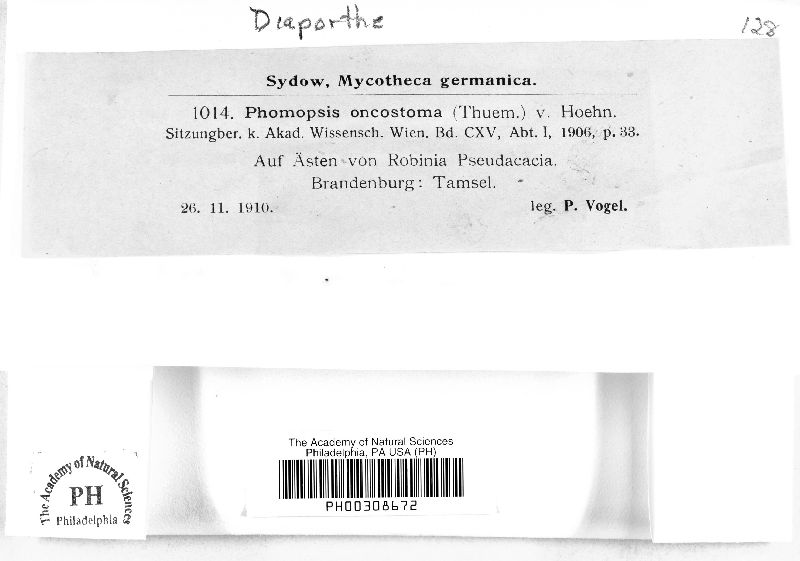 Diaporthe
128
Sydow, Mycotheca germanica.
1014. Phomopsis oncostoma (Thuem.) v. Hoehn.
Sitzungber. k. Akad. Wissensch. Wien. Bd. CXV, Abt. I, 1906, p. 33.
Auf Ästen von Robinia Pseudacacia.
Brandenburg: Tamsel.
26. 11. 1910. leg. P. Vogel.
The Academy of Natural Sciences
Philadelphia, PA USA (PH)
PH00308672
The Academy of Natural Sciences
PH
Philadelphia